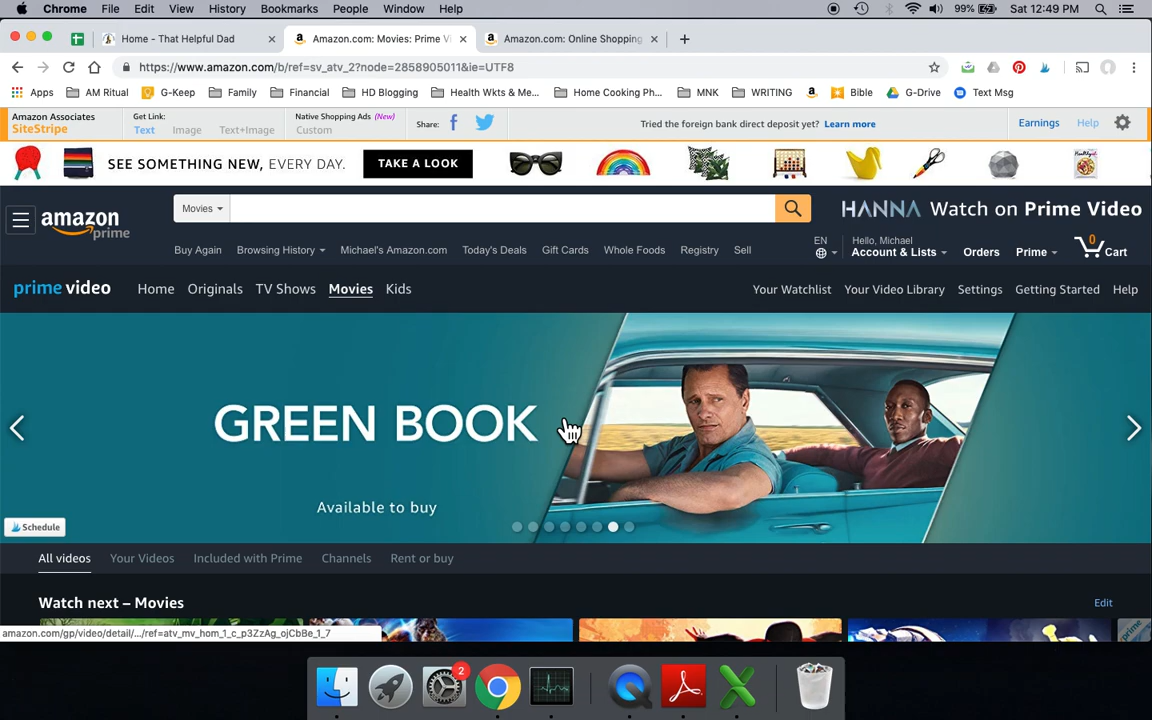 Chrome File Edit View History Bookmarks People Window Help 99% Sat 12:49 PM
Home - That Helpful Dad Amazon.com: Movies: Prime Vi Amazon.com: Online Shopping
https://www.amazon.com/b/ref=sv_atv_2?node=2858905011&ie=UTF8
Apps AM Ritual G-Keep Family Financial HD Blogging Health Wkts & Me... Home Cooking Ph... MNK WRITING Bible G-Drive Text Msg
Amazon Associates Get Link: Native Shopping Ads (New)
SiteStripe Text Image Text+Image Custom Share: Tried the foreign bank direct deposit yet? Learn more Earnings Help
SEE SOMETHING NEW, EVERY DAY. TAKE A LOOK
amazon prime Movies HANNA Watch on Prime Video
EN Hello, Michael 0
Buy Again Browsing History Michael's Amazon.com Today's Deals Gift Cards Whole Foods Registry Sell Account & Lists Orders Prime Cart
prime video Home Originals TV Shows Movies Kids Your Watchlist Your Video Library Settings Getting Started Help
GREEN BOOK
Available to buy
Schedule
All videos Your Videos Included with Prime Channels Rent or buy
Watch next – Movies Edit
amazon.com/gp/video/detail/.../ref=atv_mv_hom_1_c_p3ZzAg_ojCbBe_1_7
2